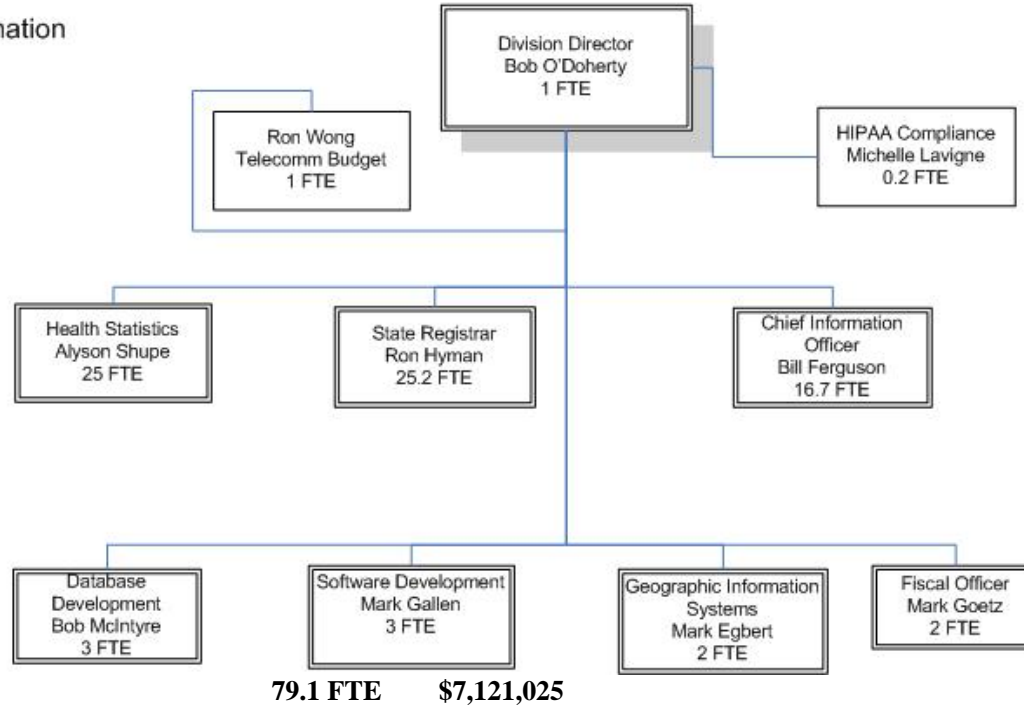 Division Director
Bob O'Doherty
1 FTE
Ron Wong
Telecomm Budget
1 FTE
HIPAA Compliance
Michelle Lavigne
0.2 FTE
Health Statistics
Alyson Shupe
25 FTE
State Registrar
Ron Hyman
25.2 FTE
Chief Information
Officer
Bill Ferguson
16.7 FTE
Database
Development
Bob McIntyre
3 FTE
Software Development
Mark Gallen
3 FTE
Geographic Information
Systems
Mark Egbert
2 FTE
Fiscal Officer
Mark Goetz
2 FTE
79.1 FTE $7,121,025